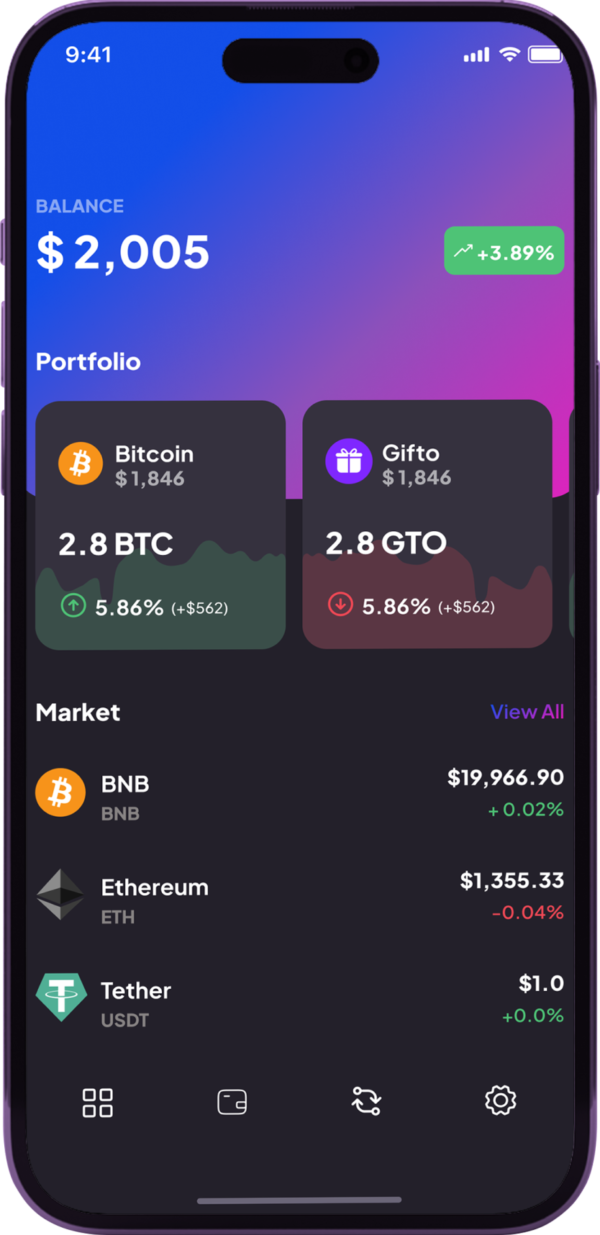 9:41
BALANCE
$ 2,005
+3.89%
Portfolio
Bitcoin
$ 1,846
2.8 BTC
5.86% (+$562)
Gifto
$ 1,846
2.8 GTO
5.86% (+$562)
Market
View All
BNB
$19,966.90
BNB
+ 0.02%
Ethereum
$1,355.33
ETH
-0.04%
Tether
$1.0
USDT
+0.0%